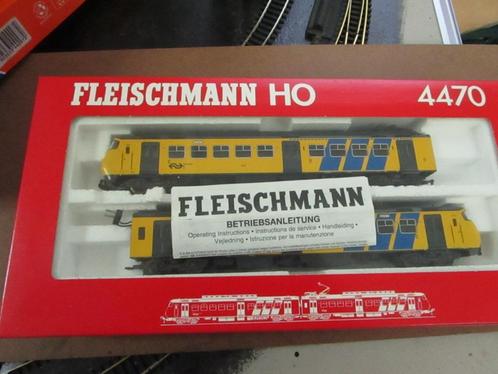 FLEISCHMANN HO 4470
FLEISCHMANN
BETRIEBSANLEITUNG
Operating Instructions • Instructions de service • Handleiding •
Vejledning • Istruzione per la manutenzione